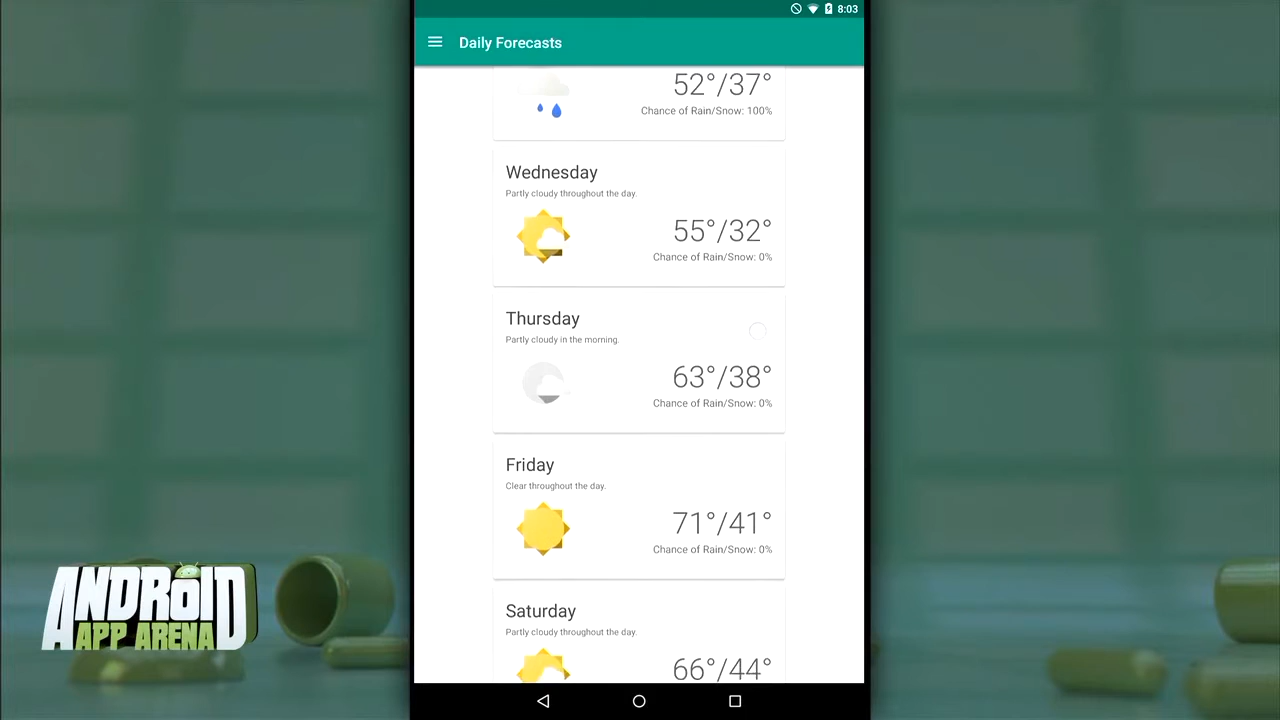 8:03
Daily Forecasts
52°/37°
Chance of Rain/Snow: 100%
Wednesday
Partly cloudy throughout the day.
55°/32°
Chance of Rain/Snow: 0%
Thursday
Partly cloudy in the morning.
63°/38°
Chance of Rain/Snow: 0%
Friday
Clear throughout the day.
71°/41°
Chance of Rain/Snow: 0%
Saturday
Partly cloudy throughout the day.
66°/44°
ANDROID
APP ARENA